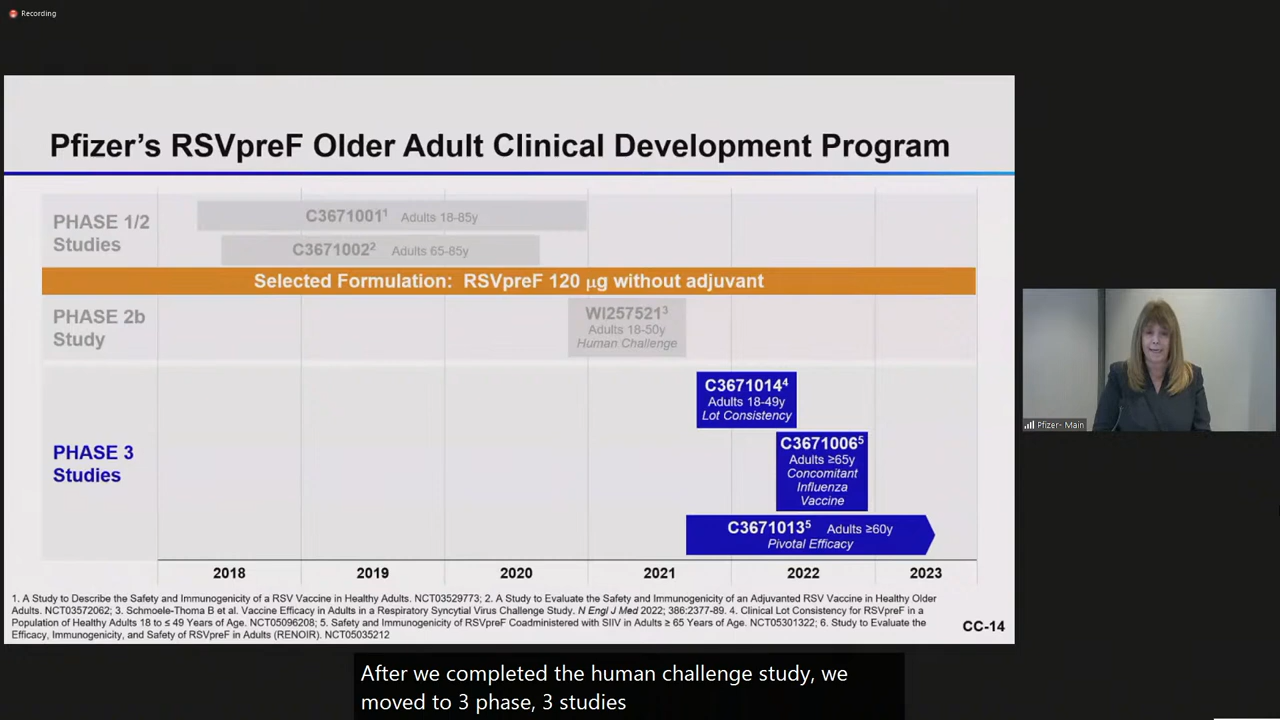 Recording
Pfizer's RSVpreF Older Adult Clinical Development Program
PHASE 1/2
Studies
C3671001¹ Adults 18-85y
C3671002² Adults 65-85y
Selected Formulation: RSVpreF 120 μg without adjuvant
PHASE 2b
Study
WI257521³
Adults 18-50y
Human Challenge
PHASE 3
Studies
C3671014⁴
Adults 18-49y
Lot Consistency
C3671006⁵
Adults ≥65y
Concomitant
Influenza
Vaccine
C3671013⁵ Adults ≥60y
Pivotal Efficacy
2018 2019 2020 2021 2022 2023
1. A Study to Describe the Safety and Immunogenicity of a RSV Vaccine in Healthy Adults. NCT03529773; 2. A Study to Evaluate the Safety and Immunogenicity of an Adjuvanted RSV Vaccine in Healthy Older
Adults. NCT03572062; 3. Schmoele-Thoma B et al. Vaccine Efficacy in Adults in a Respiratory Syncytial Virus Challenge Study. N Engl J Med 2022; 386:2377-89. 4. Clinical Lot Consistency for RSVpreF in a
Population of Healthy Adults 18 to ≤ 49 Years of Age. NCT05096208; 5. Safety and Immunogenicity of RSVpreF Coadministered with SIIV in Adults ≥ 65 Years of Age. NCT05301322; 6. Study to Evaluate the
Efficacy, Immunogenicity, and Safety of RSVpreF in Adults (RENOIR). NCT05035212
CC-14
Pfizer- Main
After we completed the human challenge study, we
moved to 3 phase, 3 studies